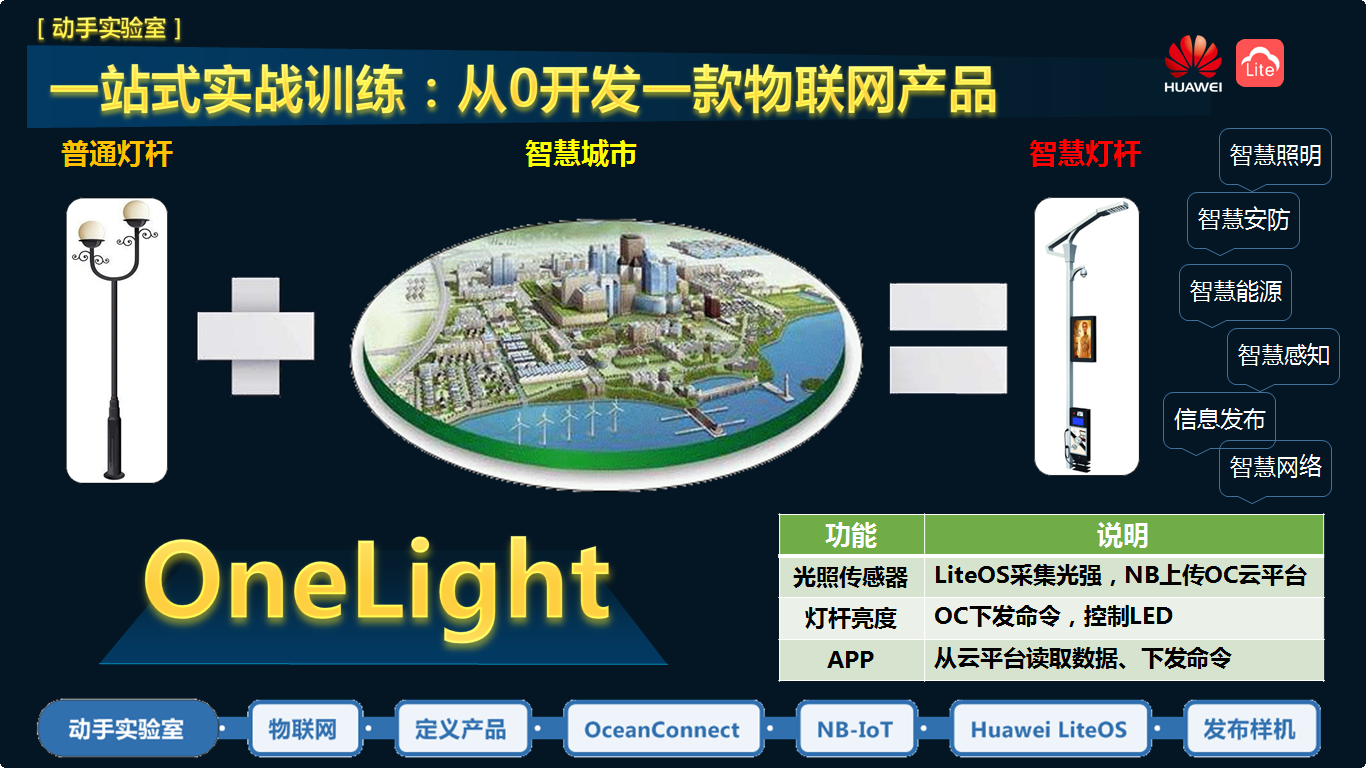 [ 动手实验室 ]
一站式实战训练：从0开发一款物联网产品
HUAWEI
Lite
普通灯杆
智慧城市
智慧灯杆
智慧照明
智慧安防
智慧能源
智慧感知
信息发布
智慧网络
OneLight
功能 说明
光照传感器 LiteOS采集光强，NB上传OC云平台
灯杆亮度 OC下发命令，控制LED
APP 从云平台读取数据、下发命令
动手实验室 物联网 定义产品 OceanConnect NB-IoT Huawei LiteOS 发布样机